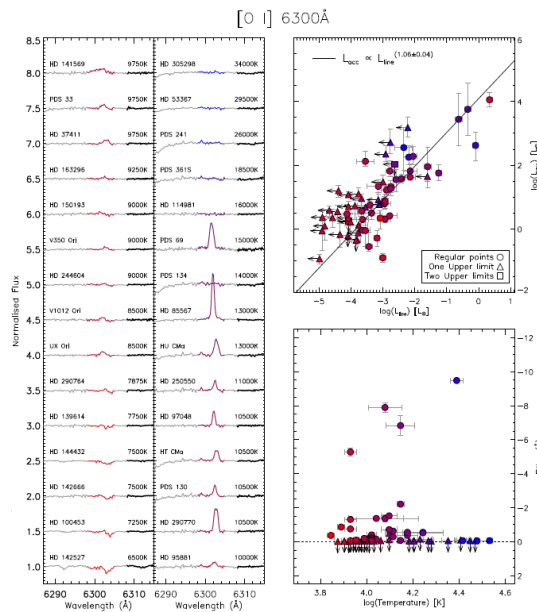 [O I] 6300Å
8.0
7.5
7.0
6.5
6.0
5.5
5.0
4.5
4.0
3.5
3.0
2.5
2.0
1.5
1.0
Normalised Flux
HD 141569 9750K
PDS 33 9750K
HD 37411 9750K
HD 163296 9250K
HD 150193 9000K
V350 Ori 9000K
HD 244604 9000K
V1012 Ori 8500K
UX Ori 8500K
HD 290764 7875K
HD 139614 7750K
HD 144432 7500K
HD 142666 7500K
HD 100453 7250K
HD 142527 6500K
6290 6300 6310
Wavelength (Å)
HD 305298 34000K
HD 53367 29500K
PDS 241 26000K
PDS 361S 18500K
HD 114981 16000K
PDS 69 15000K
PDS 134 14000K
HD 85567 13000K
HU CMa 13000K
HD 250550 11000K
HD 97048 10500K
HT CMa 10500K
PDS 130 10500K
HD 290770 10500K
HD 95881 10000K
6290 6300 6310
Wavelength (Å)
L_acc ∝ L_line^(1.06±0.04)
6
4
2
0
-2
Regular points
One Upper limit
Two Upper limits
-5 -4 -3 -2 -1 0 1
log(L_line) [L_⊙]
-10
-8
-6
-4
-2
0
3.8 4.0 4.2 4.4 4.6
log(Temperature) [K]